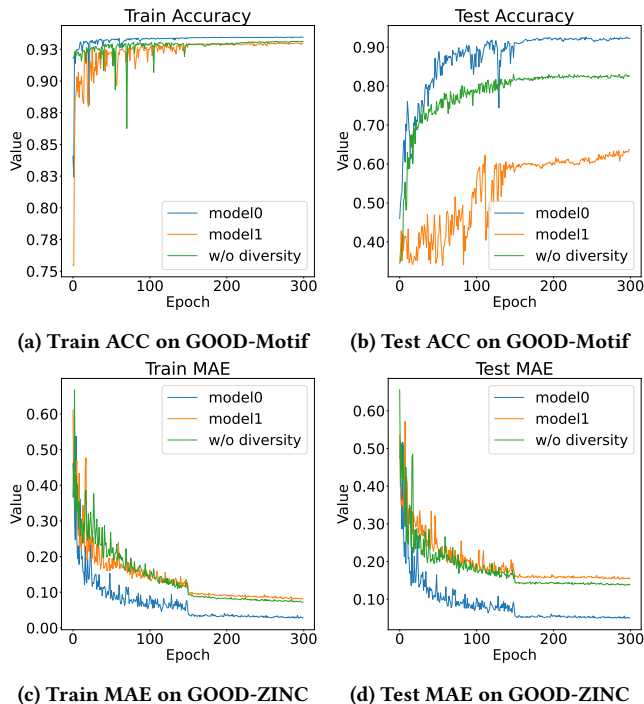 Train Accuracy
0.93
0.93
0.90
0.88
0.85
0.83
0.80
0.78
0.75
Value
model0
model1
w/o diversity
0 100 200 300
Epoch
(a) Train ACC on GOOD-Motif
Test Accuracy
0.90
0.80
0.70
0.60
0.50
0.40
Value
model0
model1
w/o diversity
0 100 200 300
Epoch
(b) Test ACC on GOOD-Motif
Train MAE
0.60
0.50
0.40
0.30
0.20
0.10
0.00
Value
model0
model1
w/o diversity
0 100 200 300
Epoch
(c) Train MAE on GOOD-ZINC
Test MAE
0.60
0.50
0.40
0.30
0.20
0.10
Value
model0
model1
w/o diversity
0 100 200 300
Epoch
(d) Test MAE on GOOD-ZINC